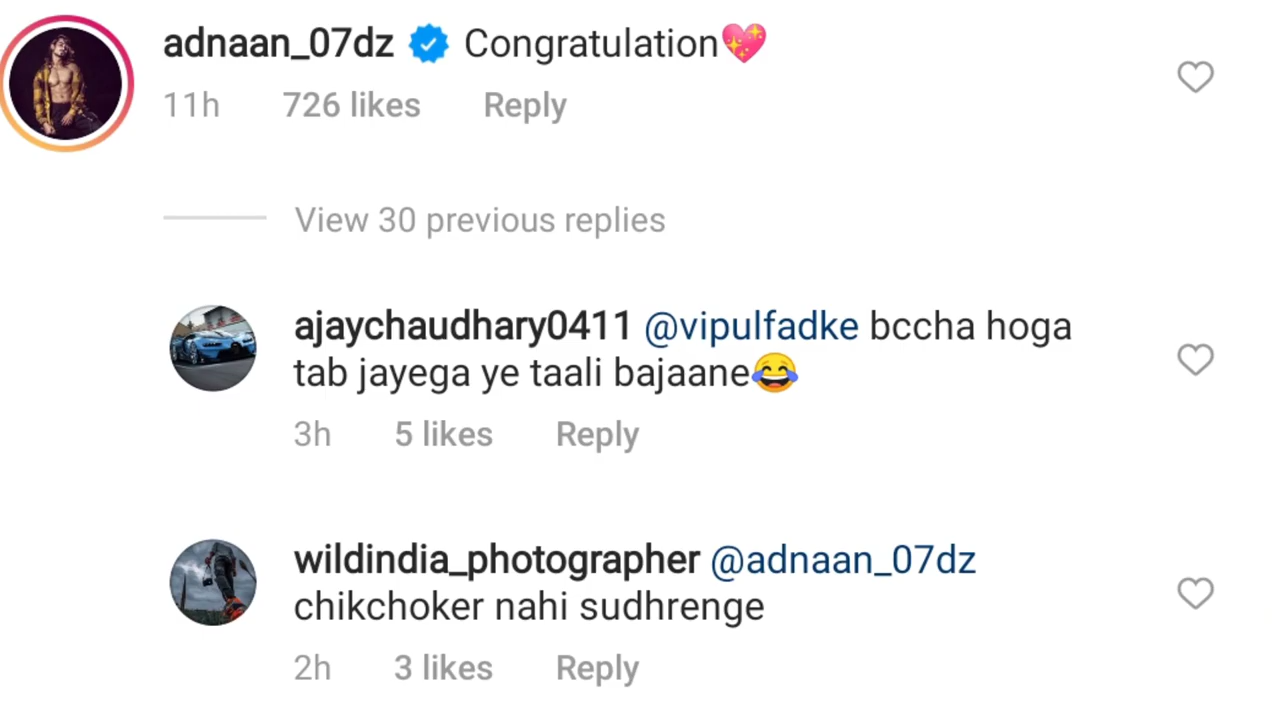 adnaan_07dz Congratulation💖
11h 726 likes Reply
View 30 previous replies
ajaychaudhary0411 @vipulfadke bccha hoga
tab jayega ye taali bajaane😂
3h 5 likes Reply
wildindia_photographer @adnaan_07dz
chikchoker nahi sudhrenge
2h 3 likes Reply